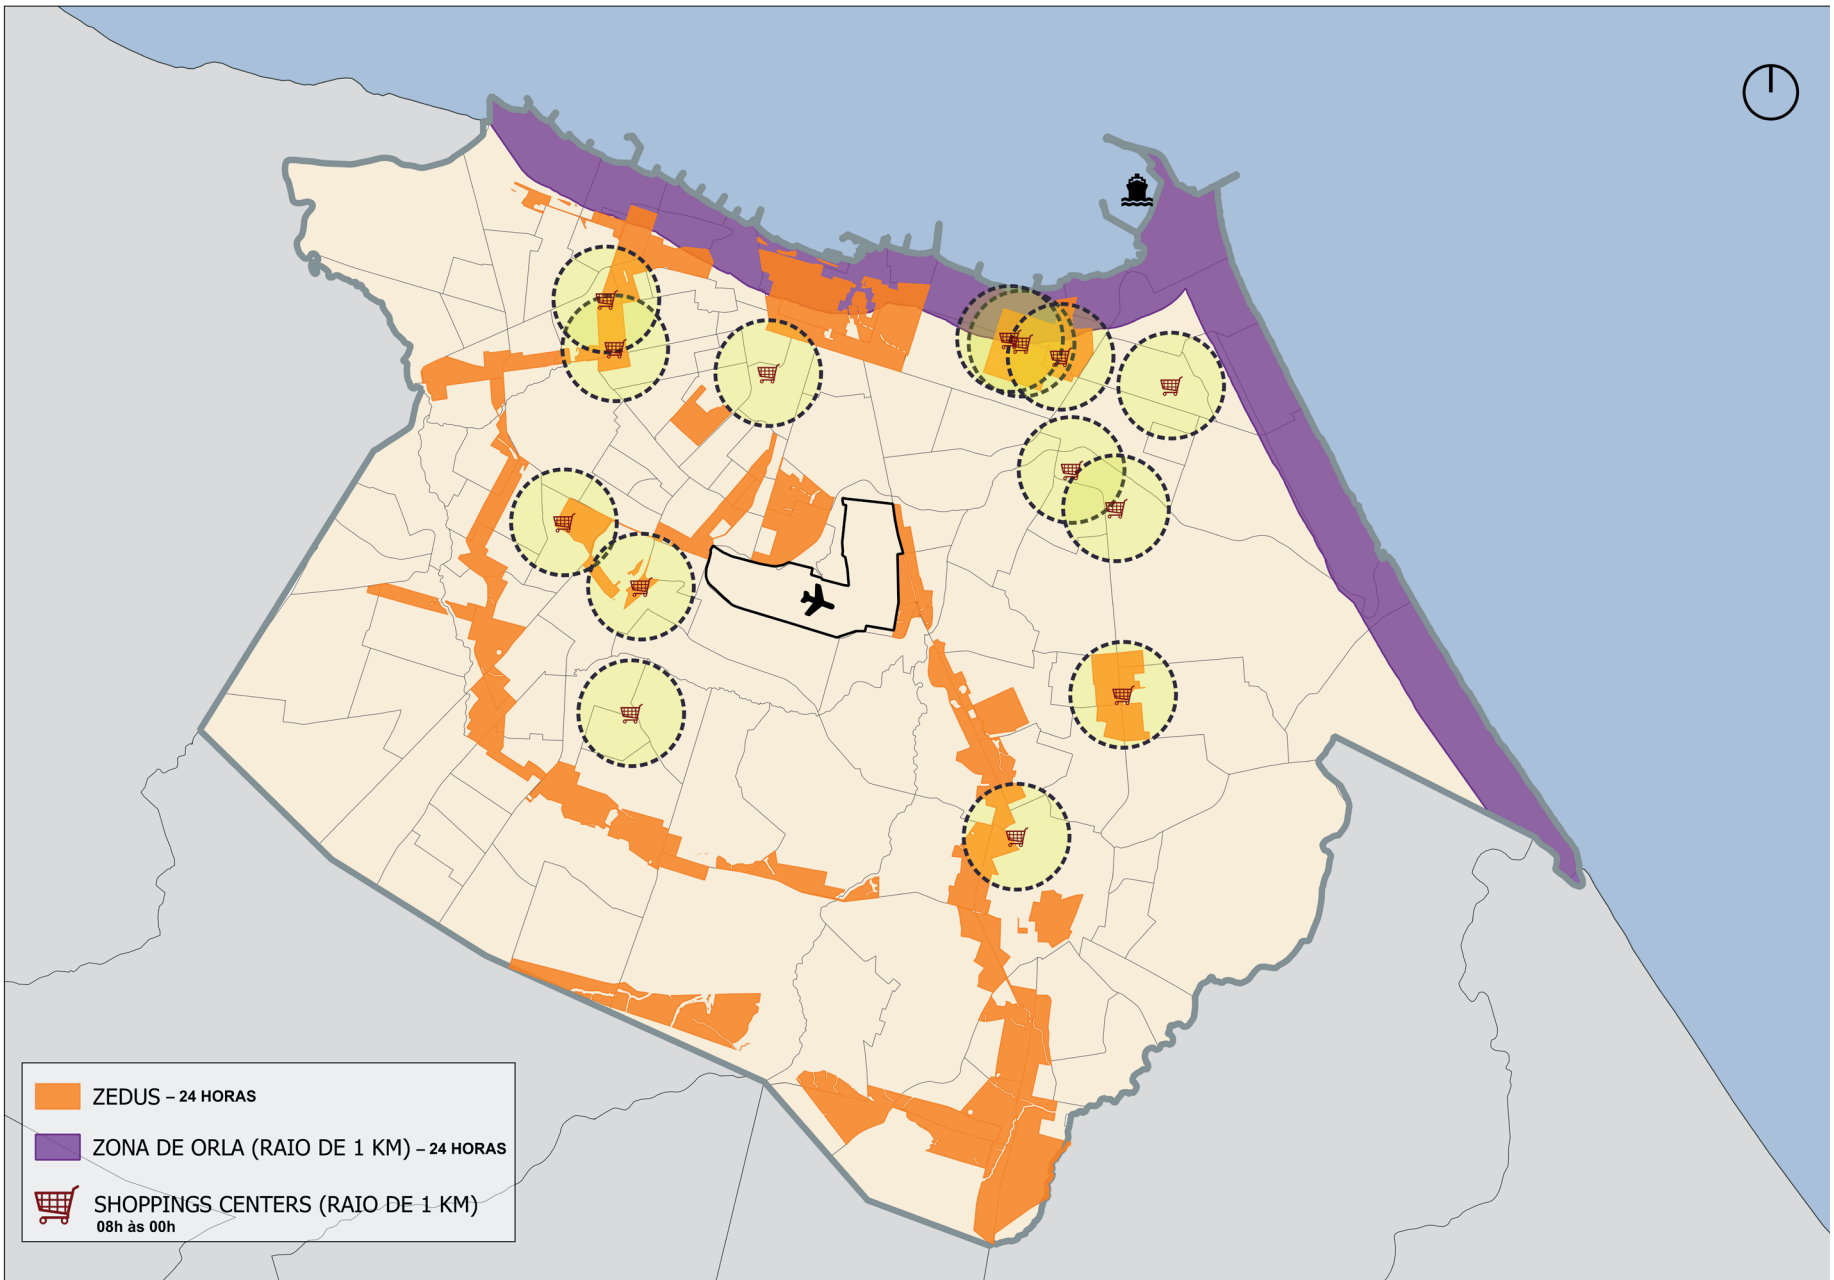 ZEDUS – 24 HORAS
ZONA DE ORLA (RAIO DE 1 KM) – 24 HORAS
SHOPPINGS CENTERS (RAIO DE 1 KM)
08h às 00h